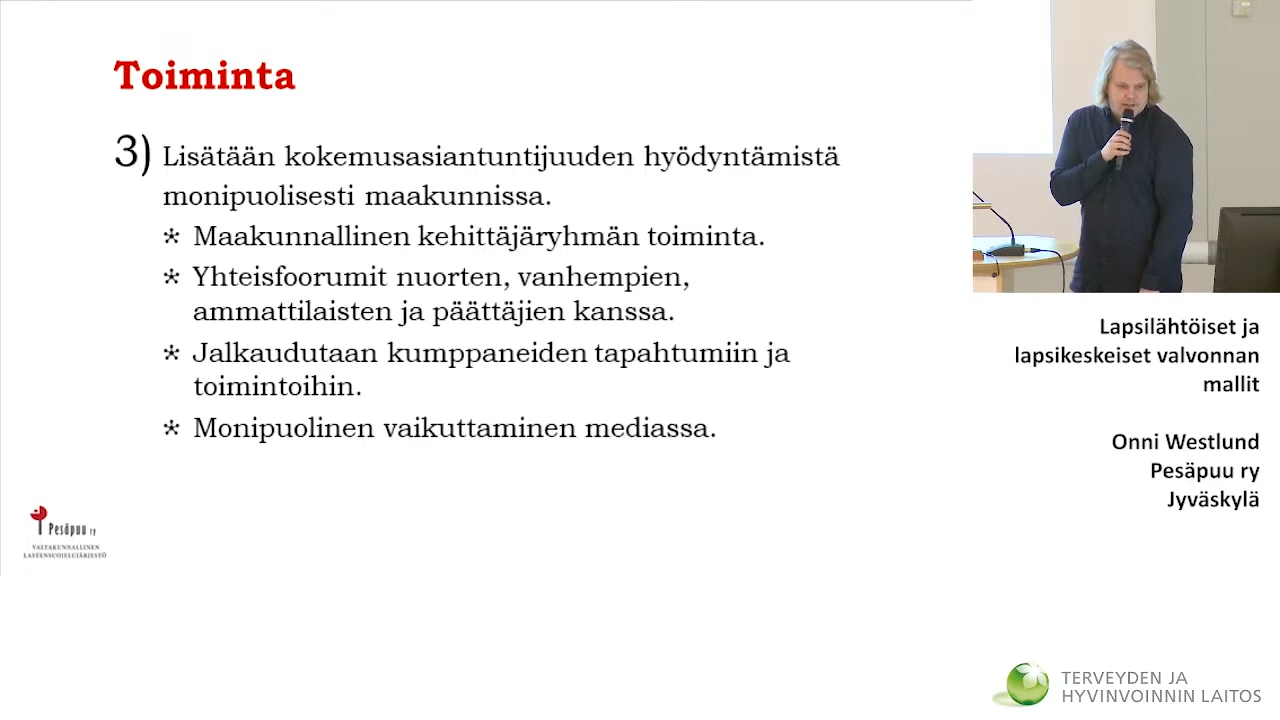 Toiminta
3) Lisätään kokemusasiantuntijuuden hyödyntämistä
monipuolisesti maakunnissa.
* Maakunnallinen kehittäjäryhmän toiminta.
* Yhteisfoorumit nuorten, vanhempien,
ammattilaisten ja päättäjien kanssa.
* Jalkaudutaan kumppaneiden tapahtumiin ja
toimintoihin.
* Monipuolinen vaikuttaminen mediassa.
Pesäpuu ry
VALTAKUNNALLINEN
LASTENSUOJELUJÄRJESTÖ
Lapsilähtöiset ja
lapsikeskeiset valvonnan
mallit
Onni Westlund
Pesäpuu ry
Jyväskylä
TERVEYDEN JA
HYVINVOINNIN LAITOS